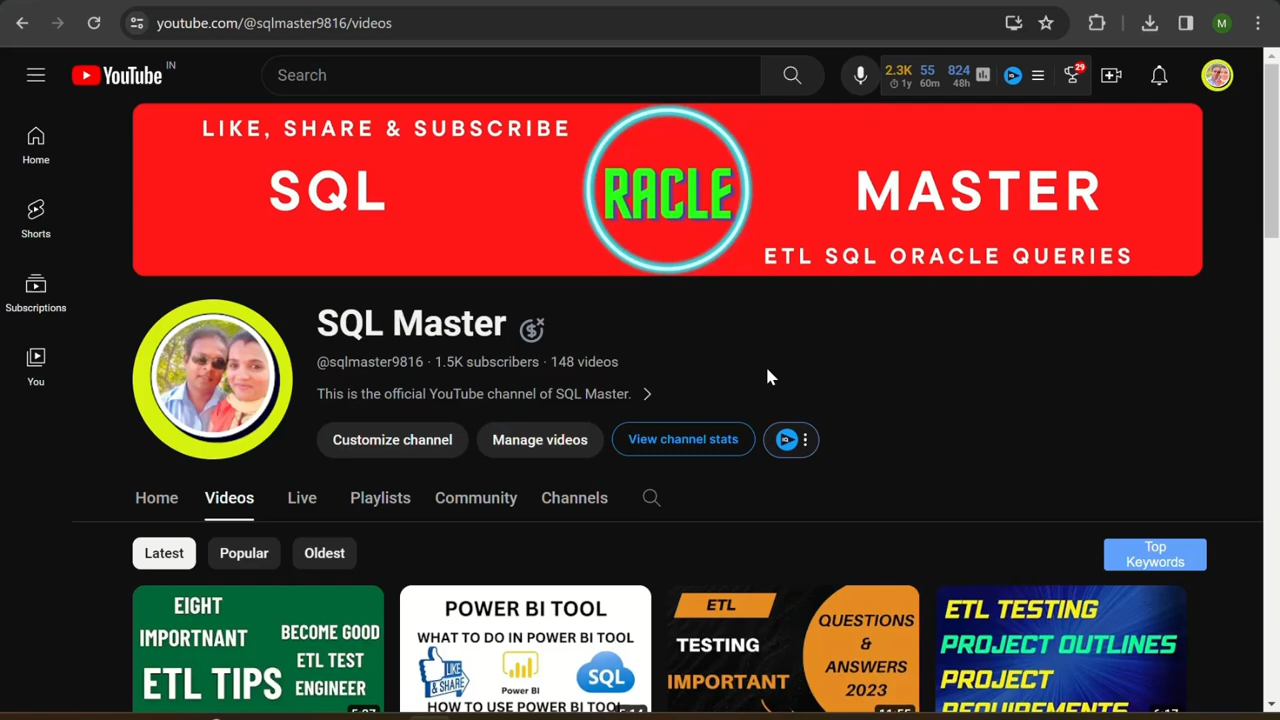 youtube.com/@sqlmaster9816/videos
M
YouTube IN
Search
2.3K 55 824
1y 60m 48h
29
Home
Shorts
Subscriptions
You
LIKE, SHARE & SUBSCRIBE
SQL
RACLE
MASTER
ETL SQL ORACLE QUERIES
SQL Master
@sqlmaster9816 · 1.5K subscribers · 148 videos
This is the official YouTube channel of SQL Master.
Customize channel
Manage videos
View channel stats
IQ
Home
Videos
Live
Playlists
Community
Channels
Latest
Popular
Oldest
Top
Keywords
EIGHT
IMPORTNANT
ETL TIPS
BECOME GOOD
ETL TEST
ENGINEER
POWER BI TOOL
WHAT TO DO IN POWER BI TOOL
LIKE
& SHARE
Power BI
SQL
HOW TO USE POWER BI TOOL
ETL
TESTING
IMPORTANT
QUESTIONS
&
ANSWERS
2023
11:55
ETL TESTING
PROJECT OUTLINES
PROJECT
REQUIREMENTS